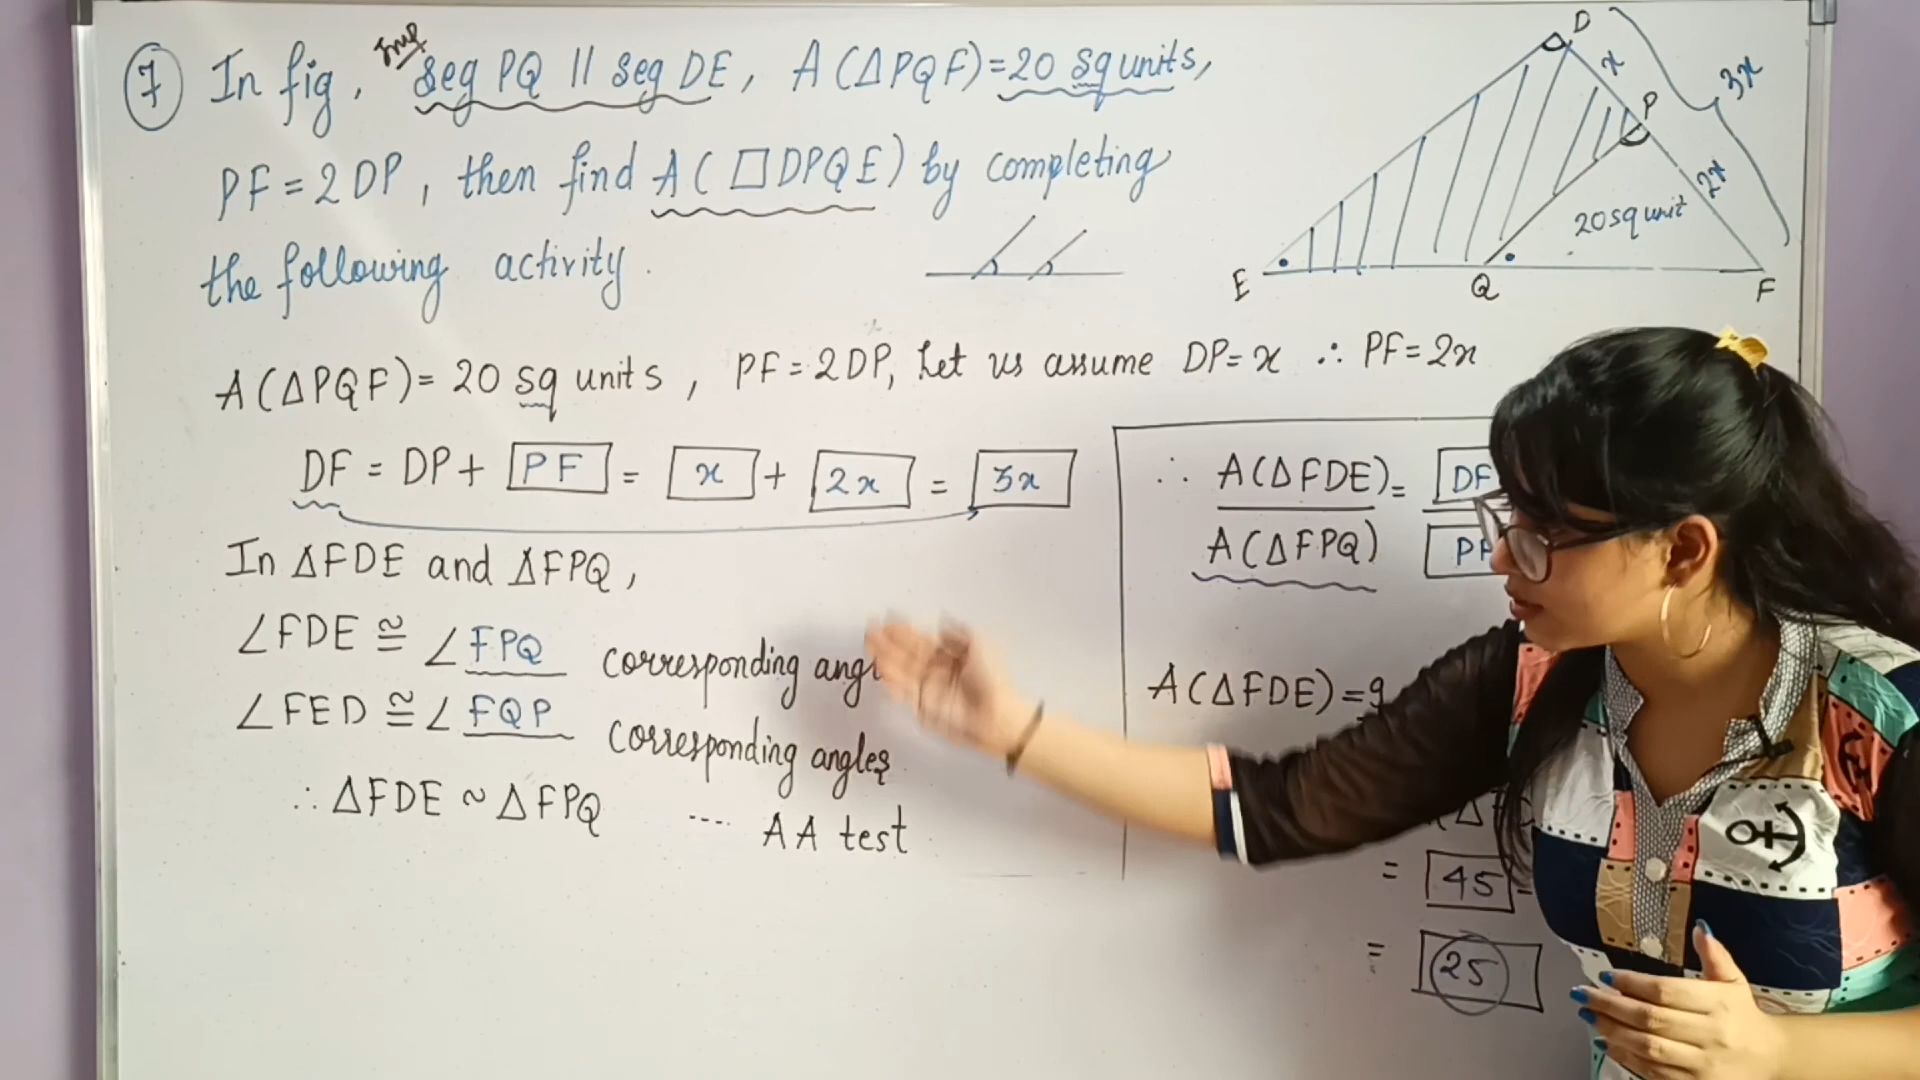 7 In fig, Imp seg PQ || seg DE, A(ΔPQF)=20 sq units,
PF=2DP, then find A(□DPQE) by completing
the following activity.
D
x
3x
P
2x
20 sq unit
E
Q
F
A(ΔPQF)= 20 sq units, PF=2DP, Let us assume DP=x ∴ PF=2x
DF = DP+ PF = x + 2x = 3x
In ΔFDE and ΔFPQ,
∠FDE ≅ ∠FPQ corresponding
∠FED ≅ ∠FQP corresponding angles
∴ ΔFDE ~ ΔFPQ ---- AA test
∴ A(ΔFDE) = DF
A(ΔFPQ)
A(ΔFDE)=9
= 45 -
= 25